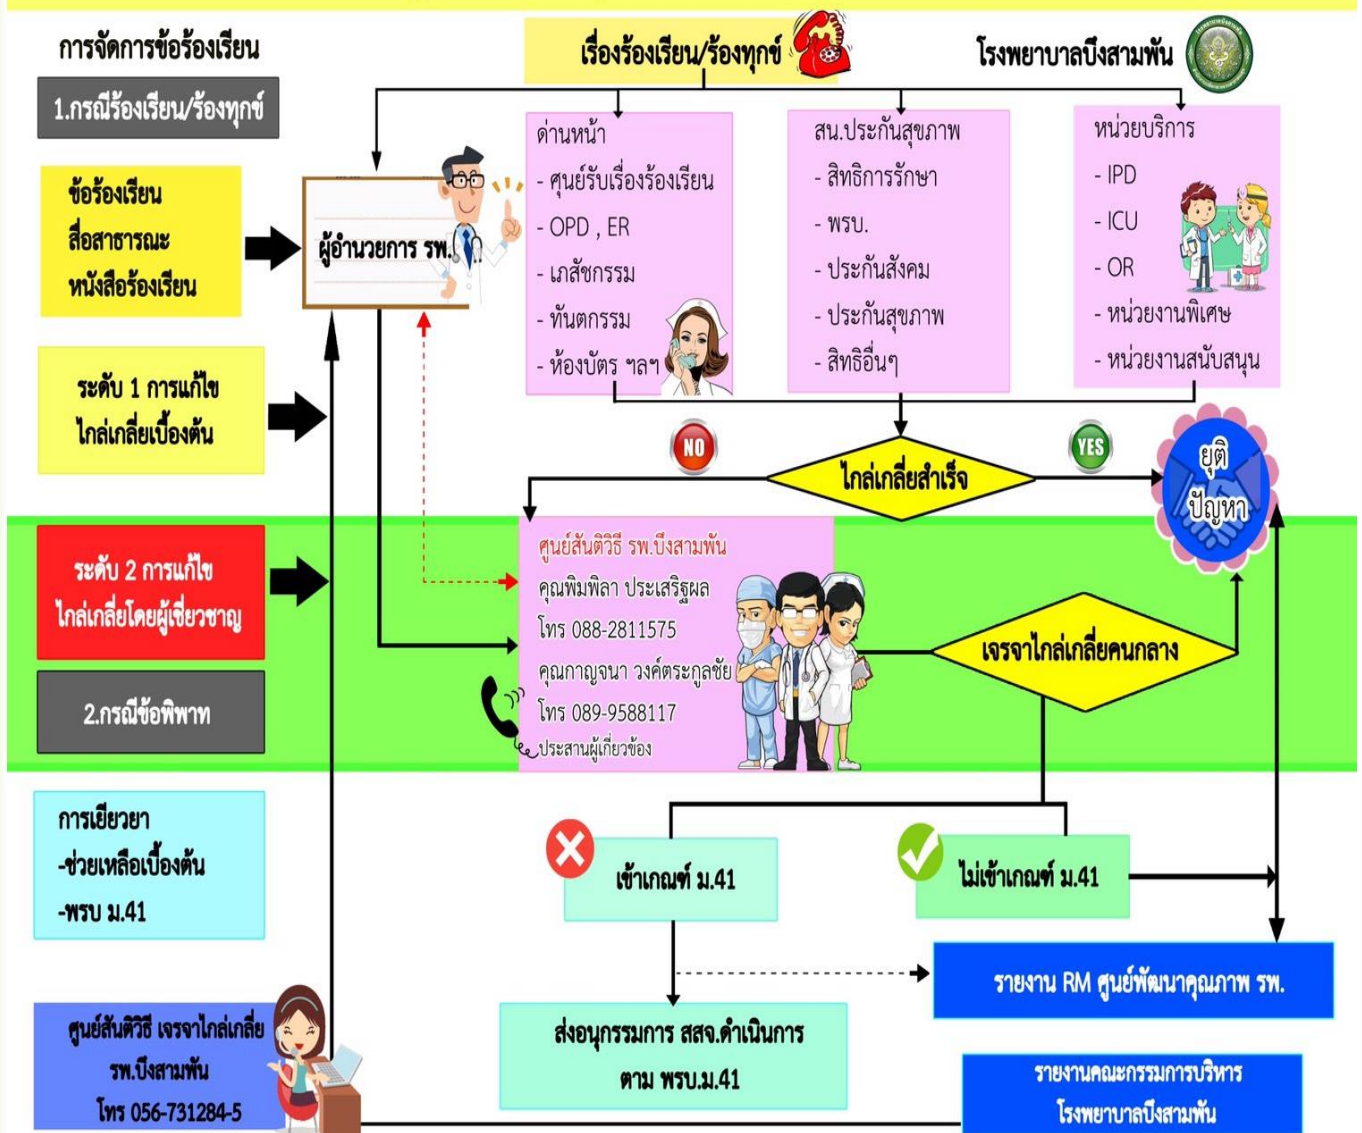 การจัดการข้อร้องเรียน
เรื่องร้องเรียน/ร้องทุกข์
โรงพยาบาลบึงสามพัน
1.กรณีร้องเรียน/ร้องทุกข์
ข้อร้องเรียน
สื่อสาธารณะ
หนังสือร้องเรียน
ผู้อำนวยการ รพ.
ด่านหน้า
- ศูนย์รับเรื่องร้องเรียน
- OPD , ER
- เภสัชกรรม
- ทันตกรรม
- ห้องบัตร ฯลฯ
สน.ประกันสุขภาพ
- สิทธิการรักษา
- พรบ.
- ประกันสังคม
- ประกันสุขภาพ
- สิทธิอื่นๆ
หน่วยบริการ
- IPD
- ICU
- OR
- หน่วยงานพิเศษ
- หน่วยงานสนับสนุน
ระดับ 1 การแก้ไข
ไกล่เกลี่ยเบื้องต้น
NO
ไกล่เกลี่ยสำเร็จ
YES
ยุติ
ปัญหา
ระดับ 2 การแก้ไข
ไกล่เกลี่ยโดยผู้เชี่ยวชาญ
2.กรณีข้อพิพาท
ศูนย์สันติวิธี รพ.บึงสามพัน
คุณพิมพิลา ประเสริฐผล
โทร 088-2811575
คุณกาญจนา วงค์ตระกูลชัย
โทร 089-9588117
ประสานผู้เกี่ยวข้อง
เจรจาไกล่เกลี่ยคนกลาง
การเยียวยา
-ช่วยเหลือเบื้องต้น
-พรบ ม.41
เข้าเกณฑ์ ม.41
ไม่เข้าเกณฑ์ ม.41
รายงาน RM ศูนย์พัฒนาคุณภาพ รพ.
ส่งอนุกรรมการ สสจ.ดำเนินการ
ตาม พรบ.ม.41
ศูนย์สันติวิธี เจรจาไกล่เกลี่ย
รพ.บึงสามพัน
โทร 056-731284-5
รายงานคณะกรรมการบริหาร
โรงพยาบาลบึงสามพัน